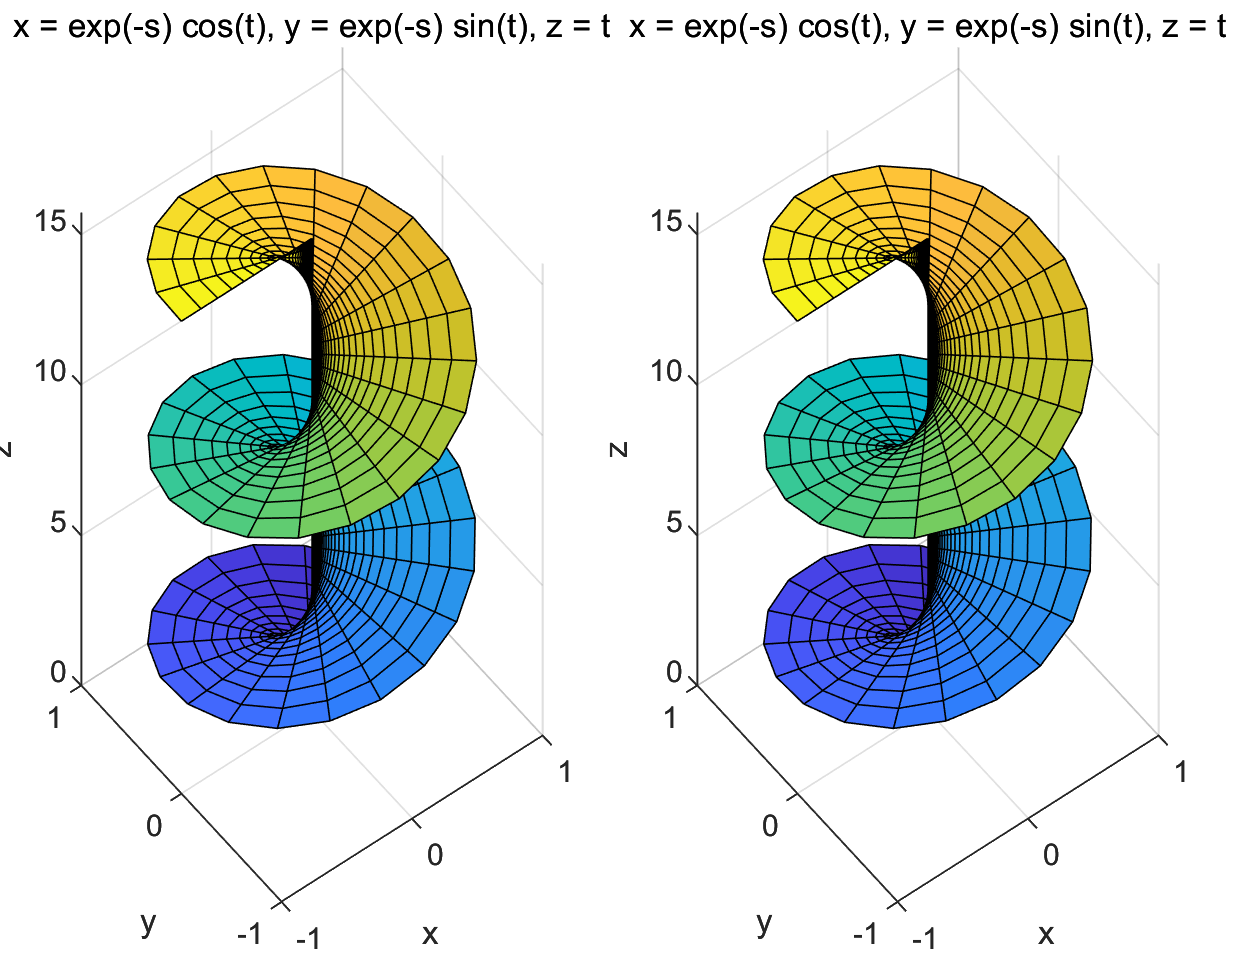 x = exp(-s) cos(t), y = exp(-s) sin(t), z = t
15
10
5
0
z
1
0
-1
y
-1
0
1
x
x = exp(-s) cos(t), y = exp(-s) sin(t), z = t
15
10
5
0
z
1
0
-1
y
-1
0
1
x